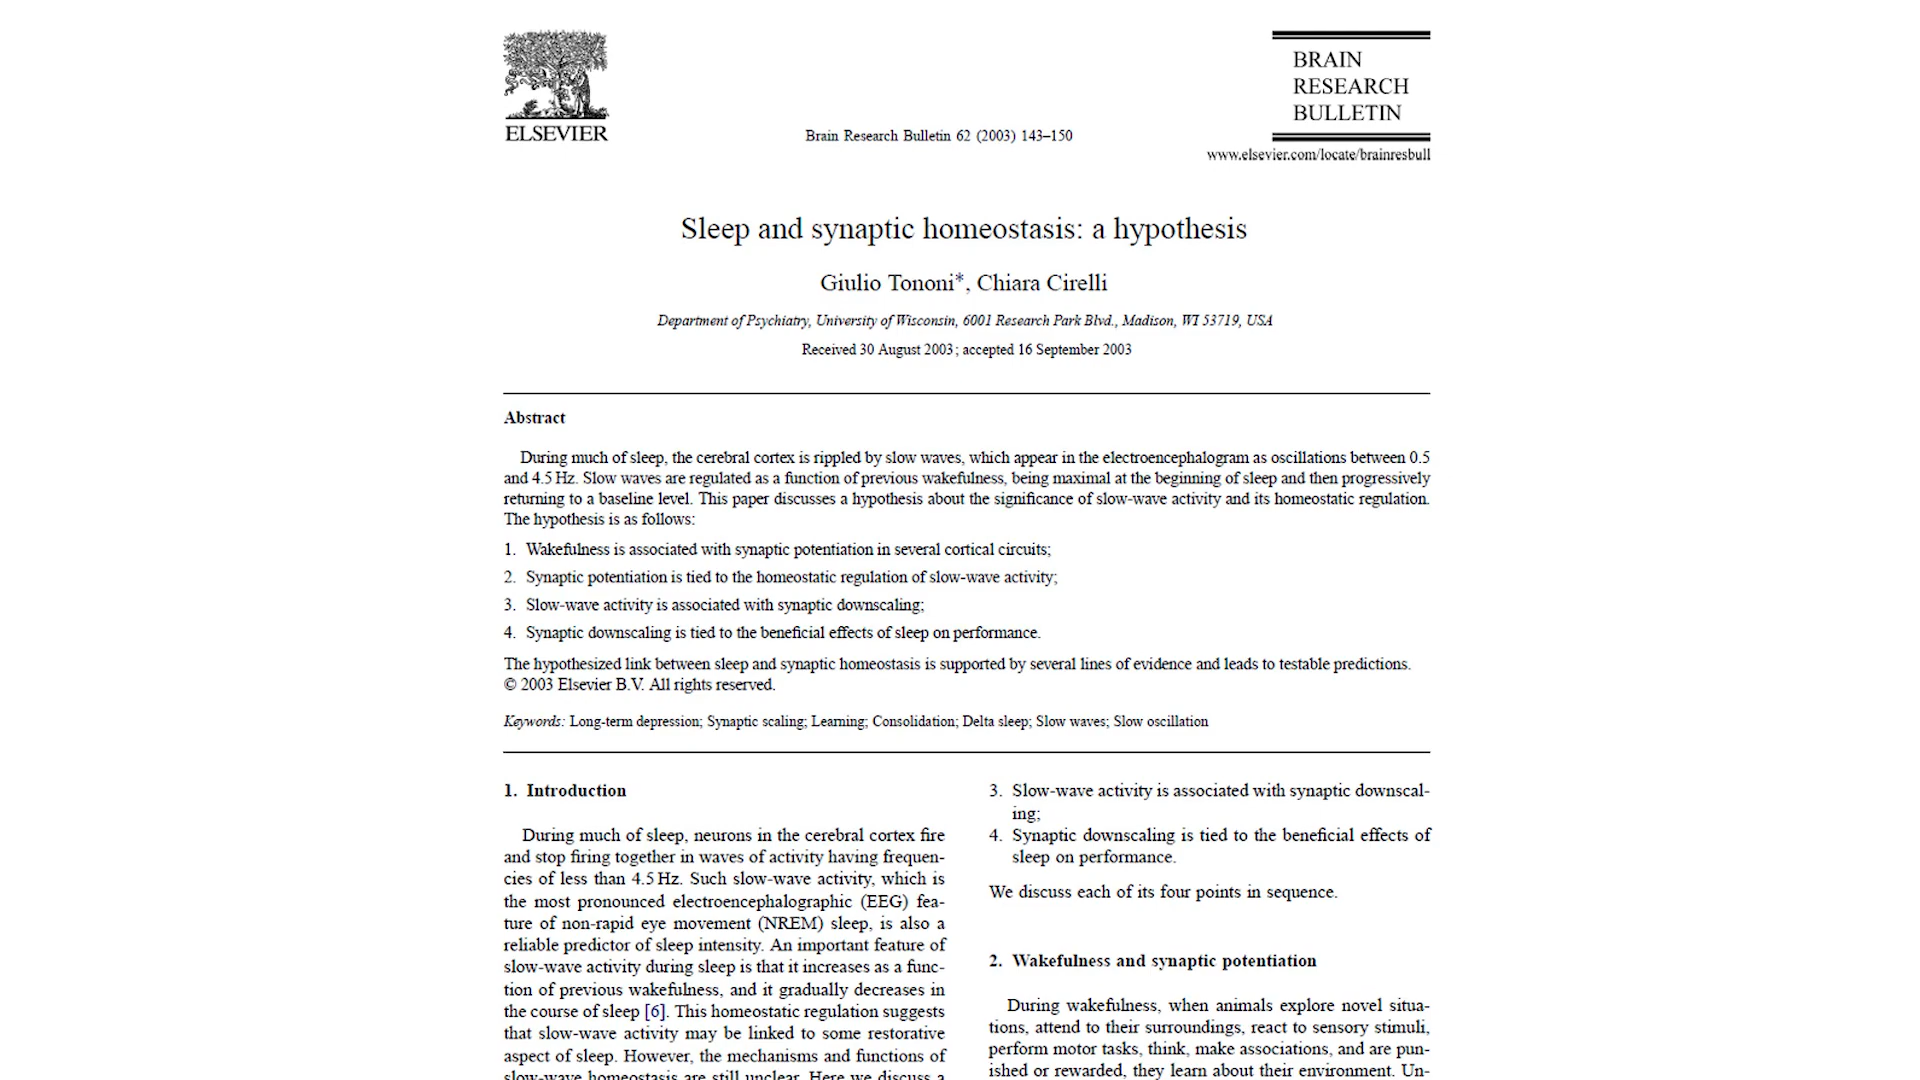 ELSEVIER
Brain Research Bulletin 62 (2003) 143–150
BRAIN
RESEARCH
BULLETIN
www.elsevier.com/locate/brainresbull
Sleep and synaptic homeostasis: a hypothesis
Giulio Tononi*, Chiara Cirelli
Department of Psychiatry, University of Wisconsin, 6001 Research Park Blvd., Madison, WI 53719, USA
Received 30 August 2003; accepted 16 September 2003
Abstract
During much of sleep, the cerebral cortex is rippled by slow waves, which appear in the electroencephalogram as oscillations between 0.5
and 4.5 Hz. Slow waves are regulated as a function of previous wakefulness, being maximal at the beginning of sleep and then progressively
returning to a baseline level. This paper discusses a hypothesis about the significance of slow-wave activity and its homeostatic regulation.
The hypothesis is as follows:
1. Wakefulness is associated with synaptic potentiation in several cortical circuits;
2. Synaptic potentiation is tied to the homeostatic regulation of slow-wave activity;
3. Slow-wave activity is associated with synaptic downscaling;
4. Synaptic downscaling is tied to the beneficial effects of sleep on performance.
The hypothesized link between sleep and synaptic homeostasis is supported by several lines of evidence and leads to testable predictions.
© 2003 Elsevier B.V. All rights reserved.
Keywords: Long-term depression; Synaptic scaling; Learning; Consolidation; Delta sleep; Slow waves; Slow oscillation
1. Introduction
During much of sleep, neurons in the cerebral cortex fire
and stop firing together in waves of activity having frequen-
cies of less than 4.5 Hz. Such slow-wave activity, which is
the most pronounced electroencephalographic (EEG) fea-
ture of non-rapid eye movement (NREM) sleep, is also a
reliable predictor of sleep intensity. An important feature of
slow-wave activity during sleep is that it increases as a func-
tion of previous wakefulness, and it gradually decreases in
the course of sleep [6]. This homeostatic regulation suggests
that slow-wave activity may be linked to some restorative
aspect of sleep. However, the mechanisms and functions of
slow-wave homeostasis are still unclear. Here we discuss a
3. Slow-wave activity is associated with synaptic downscal-
ing;
4. Synaptic downscaling is tied to the beneficial effects of
sleep on performance.
We discuss each of its four points in sequence.
2. Wakefulness and synaptic potentiation
During wakefulness, when animals explore novel situa-
tions, attend to their surroundings, react to sensory stimuli,
perform motor tasks, think, make associations, and are pun-
ished or rewarded, they learn about their environment. Un-